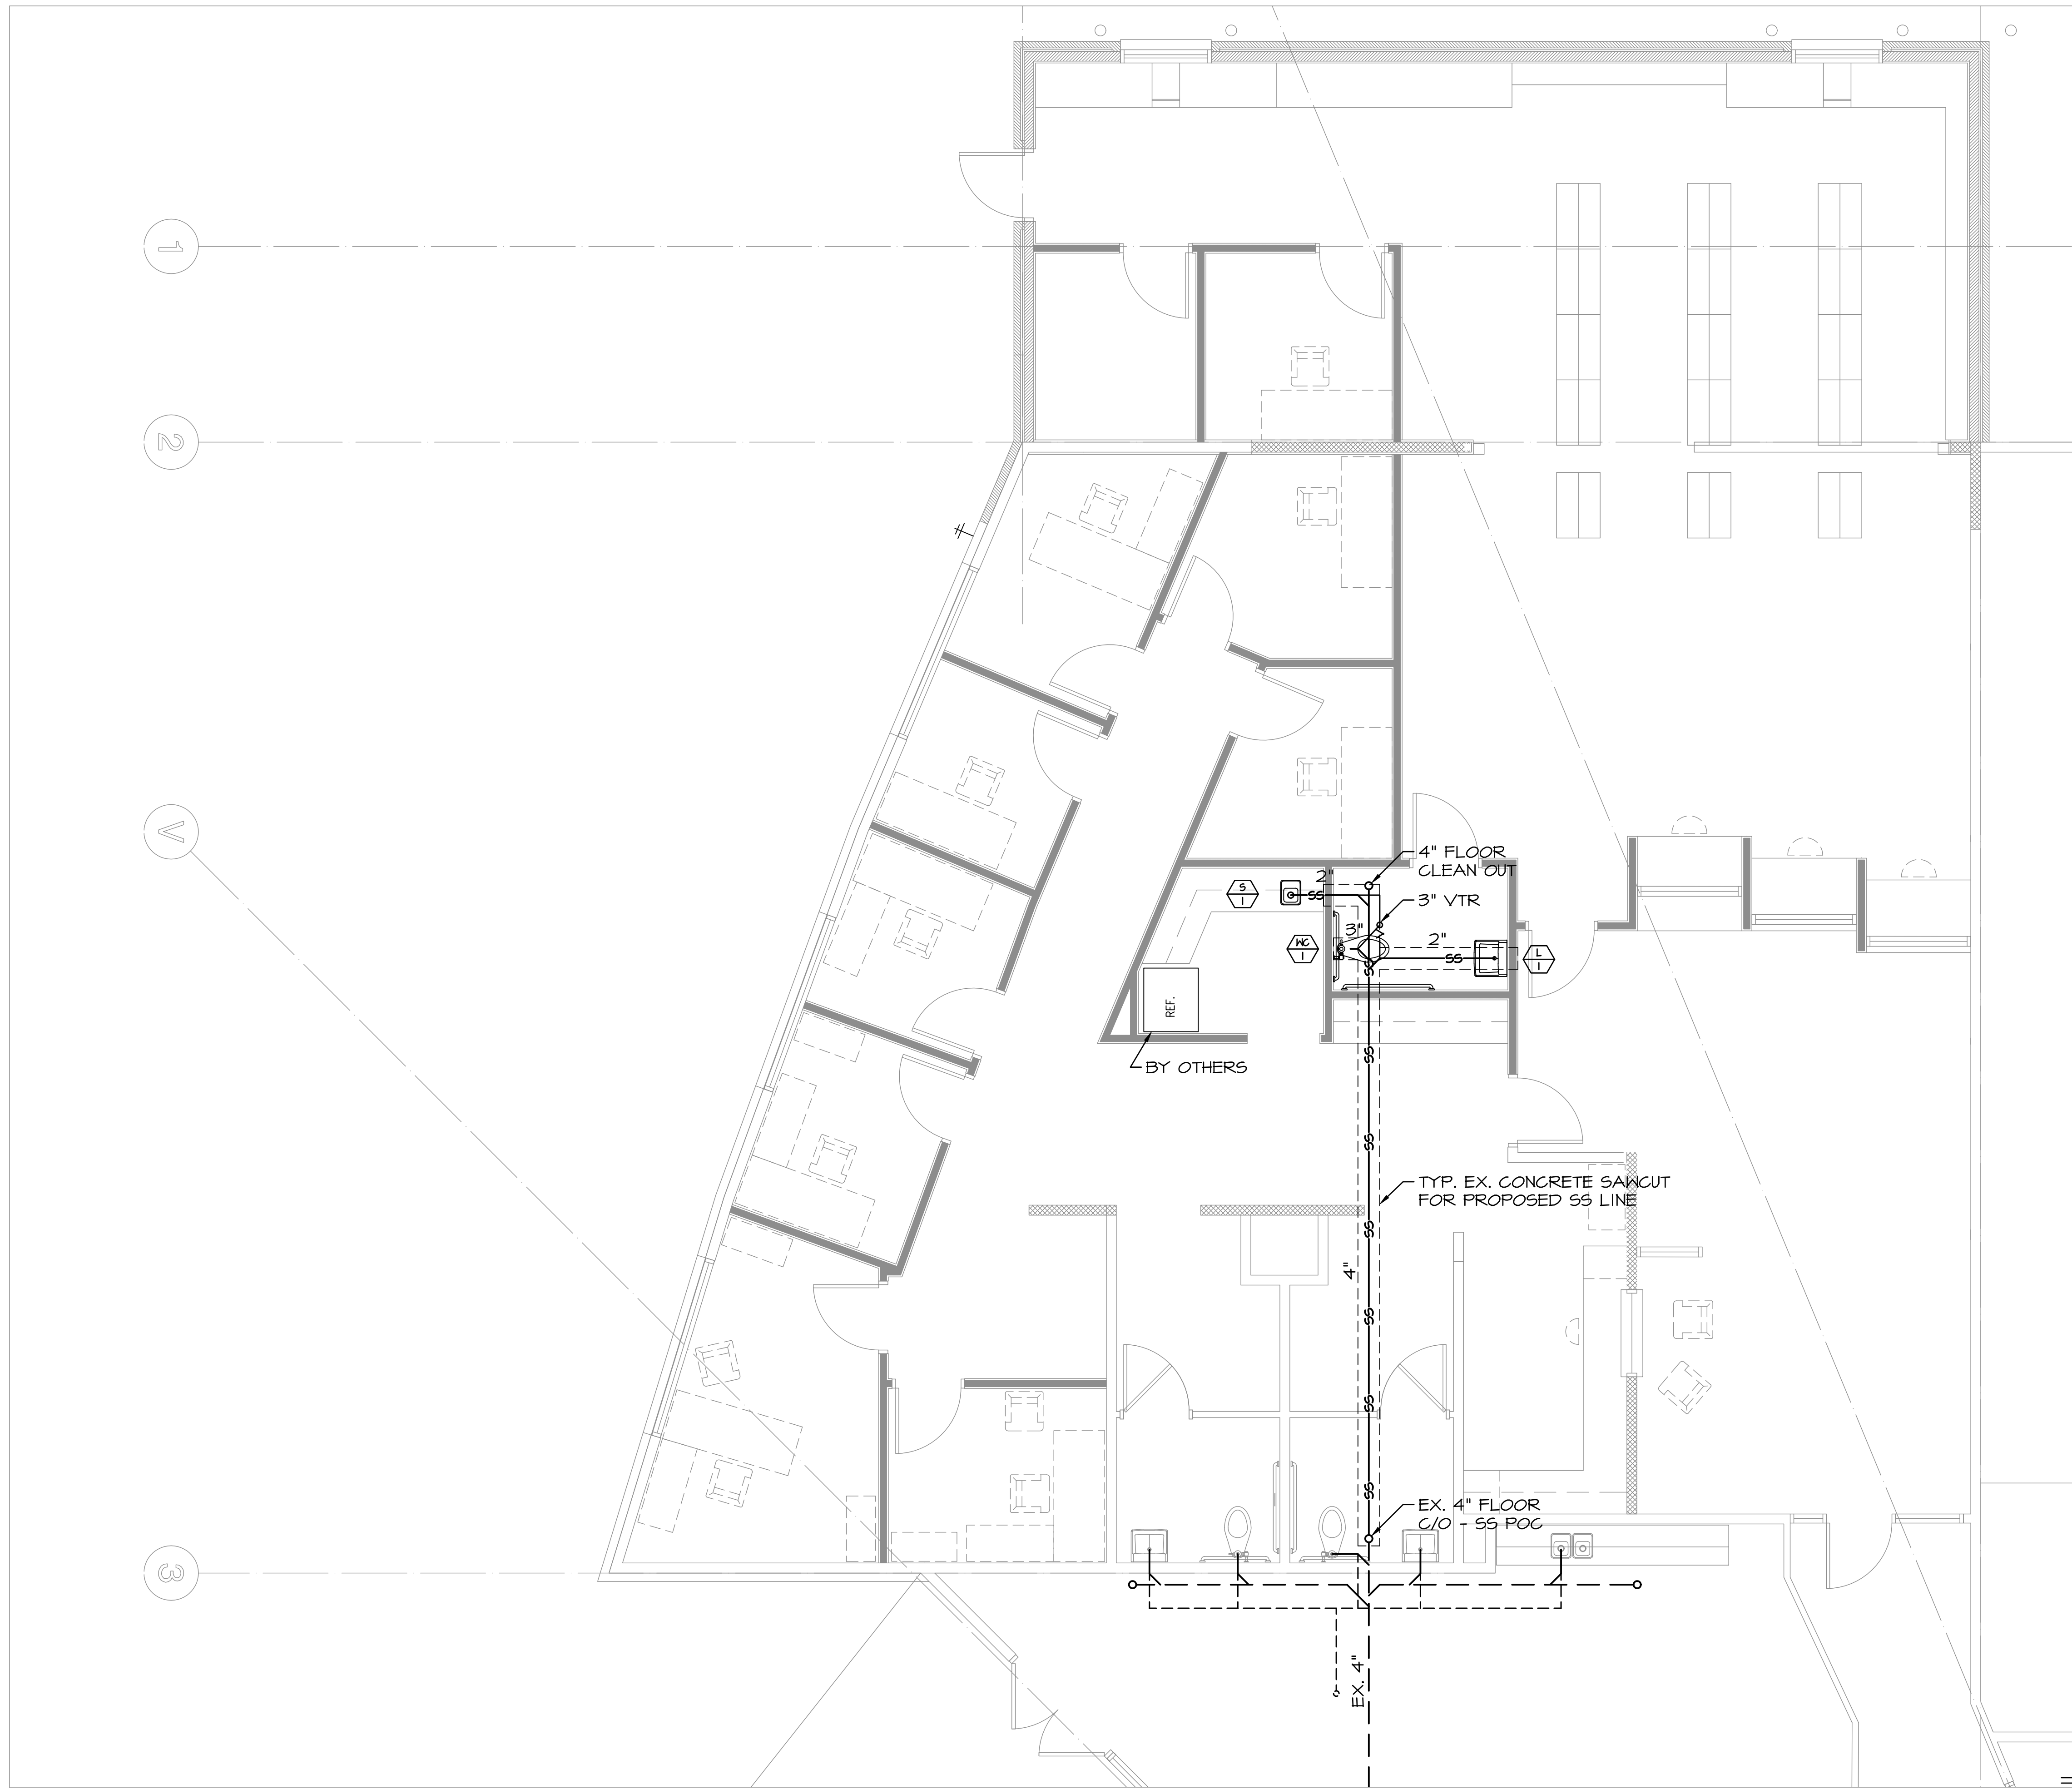 1
2
V
3
4" FLOOR
CLEAN OUT
2"
S
1
SS
3" VTR
3"
WC
1
2"
SS
L
1
SS
REF.
BY OTHERS
SS
SS
TYP. EX. CONCRETE SAWCUT
FOR PROPOSED SS LINE
SS
4"
SS
SS
SS
EX. 4" FLOOR
C/O - SS POC
EX. 4"